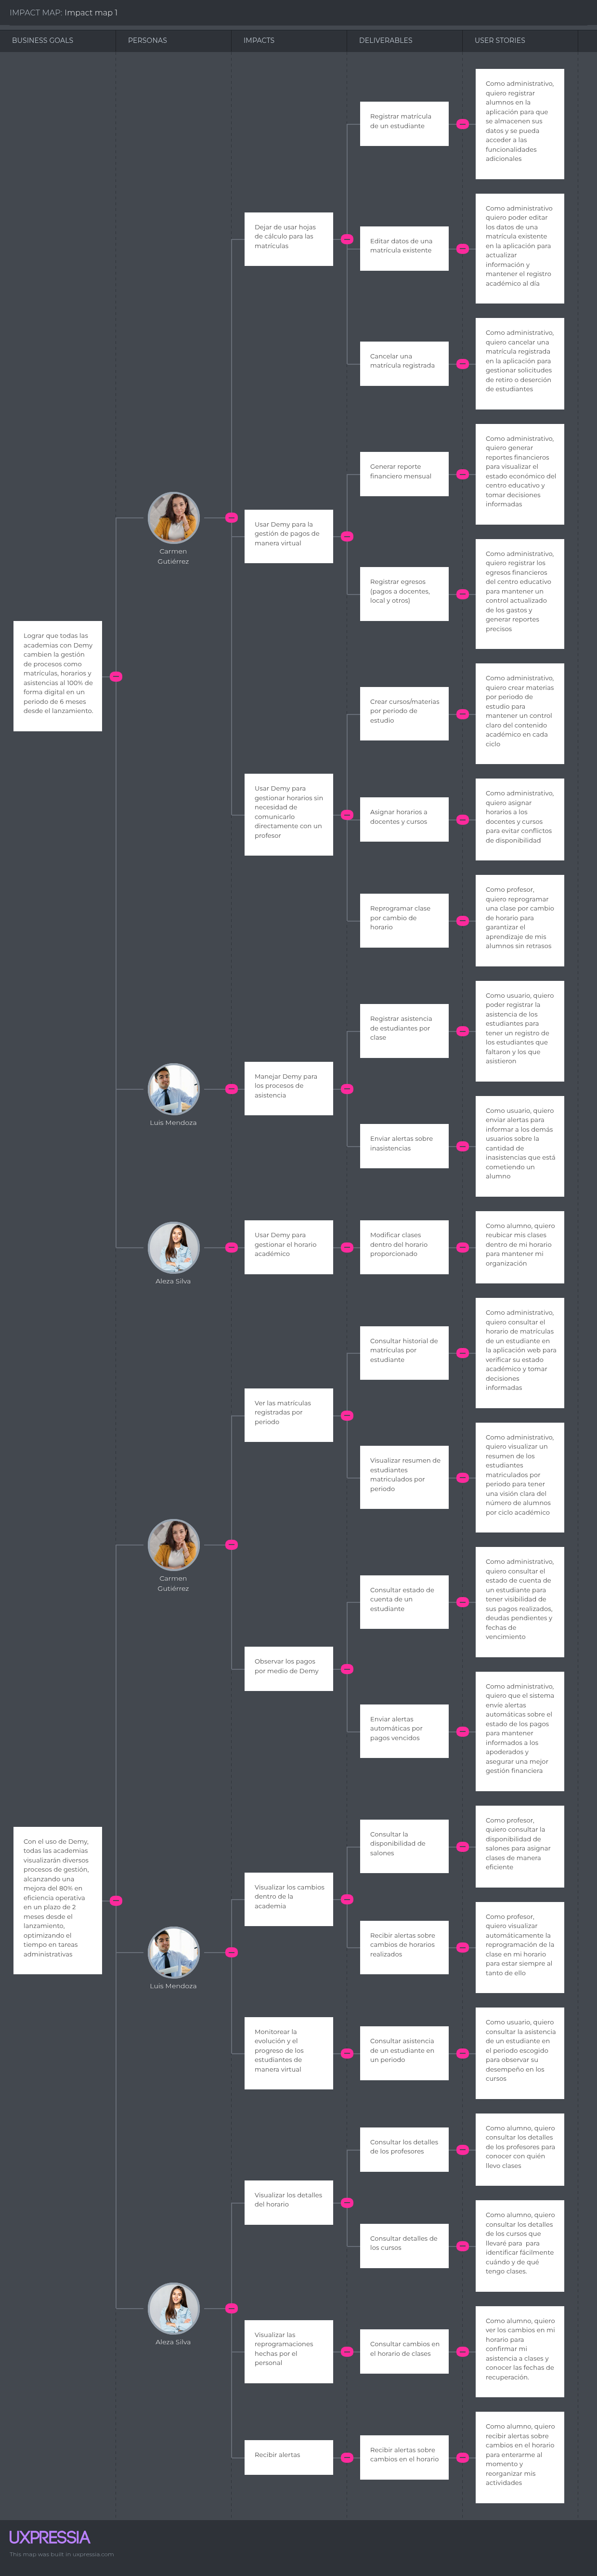 IMPACT MAP: Impact map 1
BUSINESS GOALS
PERSONAS
IMPACTS
DELIVERABLES
USER STORIES
Lograr que todas las
academias con Demy
cambien la gestión
de procesos como
matrículas, horarios y
asistencias al 100% de
forma digital en un
periodo de 6 meses
desde el lanzamiento.
Carmen
Gutiérrez
Dejar de usar hojas
de cálculo para las
matrículas
Registrar matrícula
de un estudiante
Como administrativo,
quiero registrar
alumnos en la
aplicación para que
se almacenen sus
datos y se pueda
acceder a las
funcionalidades
adicionales
Editar datos de una
matrícula existente
Como administrativo
quiero poder editar
los datos de una
matrícula existente
en la aplicación para
actualizar
información y
mantener el registro
académico al día
Cancelar una
matrícula registrada
Como administrativo,
quiero cancelar una
matrícula registrada
en la aplicación para
gestionar solicitudes
de retiro o deserción
de estudiantes
Usar Demy para la
gestión de pagos de
manera virtual
Generar reporte
financiero mensual
Como administrativo,
quiero generar
reportes financieros
para visualizar el
estado económico del
centro educativo y
tomar decisiones
informadas
Registrar egresos
(pagos a docentes,
local y otros)
Como administrativo,
quiero registrar los
egresos financieros
del centro educativo
para mantener un
control actualizado
de los gastos y
generar reportes
precisos
Usar Demy para
gestionar horarios sin
necesidad de
comunicarlo
directamente con un
profesor
Crear cursos/materias
por periodo de
estudio
Como administrativo,
quiero crear materias
por periodo de
estudio para
mantener un control
claro del contenido
académico en cada
ciclo
Asignar horarios a
docentes y cursos
Como administrativo,
quiero asignar
horarios a los
docentes y cursos
para evitar conflictos
de disponibilidad
Reprogramar clase
por cambio de
horario
Como profesor,
quiero reprogramar
una clase por cambio
de horario para
garantizar el
aprendizaje de mis
alumnos sin retrasos
Luis Mendoza
Manejar Demy para
los procesos de
asistencia
Registrar asistencia
de estudiantes por
clase
Como usuario, quiero
poder registrar la
asistencia de los
estudiantes para
tener un registro de
los estudiantes que
faltaron y los que
asistieron
Enviar alertas sobre
inasistencias
Como usuario, quiero
enviar alertas para
informar a los demás
usuarios sobre la
cantidad de
inasistencias que está
cometiendo un
alumno
Aleza Silva
Usar Demy para
gestionar el horario
académico
Modificar clases
dentro del horario
proporcionado
Como alumno, quiero
reubicar mis clases
dentro de mi horario
para mantener mi
organización
Con el uso de Demy,
todas las academias
visualizarán diversos
procesos de gestión,
alcanzando una
mejora del 80% en
eficiencia operativa
en un plazo de 2
meses desde el
lanzamiento,
optimizando el
tiempo en tareas
administrativas
Carmen
Gutiérrez
Ver las matrículas
registradas por
periodo
Consultar historial de
matrículas por
estudiante
Como administrativo,
quiero consultar el
horario de matrículas
de un estudiante en
la aplicación web para
verificar su estado
académico y tomar
decisiones
informadas
Visualizar resumen de
estudiantes
matriculados por
periodo
Como administrativo,
quiero visualizar un
resumen de los
estudiantes
matriculados por
periodo para tener
una visión clara del
número de alumnos
por ciclo académico
Observar los pagos
por medio de Demy
Consultar estado de
cuenta de un
estudiante
Como administrativo,
quiero consultar el
estado de cuenta de
un estudiante para
tener visibilidad de
sus pagos realizados,
deudas pendientes y
fechas de
vencimiento
Enviar alertas
automáticas por
pagos vencidos
Como administrativo,
quiero que el sistema
envíe alertas
automáticas sobre el
estado de los pagos
para mantener
informados a los
apoderados y
asegurar una mejor
gestión financiera
Luis Mendoza
Visualizar los cambios
dentro de la
academia
Consultar la
disponibilidad de
salones
Como profesor,
quiero consultar la
disponibilidad de
salones para asignar
clases de manera
eficiente
Recibir alertas sobre
cambios de horarios
realizados
Como profesor,
quiero visualizar
automáticamente la
reprogramación de la
clase en mi horario
para estar siempre al
tanto de ello
Monitorear la
evolución y el
progreso de los
estudiantes de
manera virtual
Consultar asistencia
de un estudiante en
un periodo
Como usuario, quiero
consultar la asistencia
de un estudiante en
el periodo escogido
para observar su
desempeño en los
cursos
Aleza Silva
Visualizar los detalles
del horario
Consultar los detalles
de los profesores
Como alumno, quiero
consultar los detalles
de los profesores para
conocer con quién
llevo clases
Consultar detalles de
los cursos
Como alumno, quiero
consultar los detalles
de los cursos que
llevaré para  para
identificar fácilmente
cuándo y de qué
tengo clases.
Visualizar las
reprogramaciones
hechas por el
personal
Consultar cambios en
el horario de clases
Como alumno, quiero
ver los cambios en mi
horario para
confirmar mi
asistencia a clases y
conocer las fechas de
recuperación.
Recibir alertas
Recibir alertas sobre
cambios en el horario
Como alumno, quiero
recibir alertas sobre
cambios en el horario
para enterarme al
momento y
reorganizar mis
actividades
UXPRESSIA
This map was built in uxpressia.com